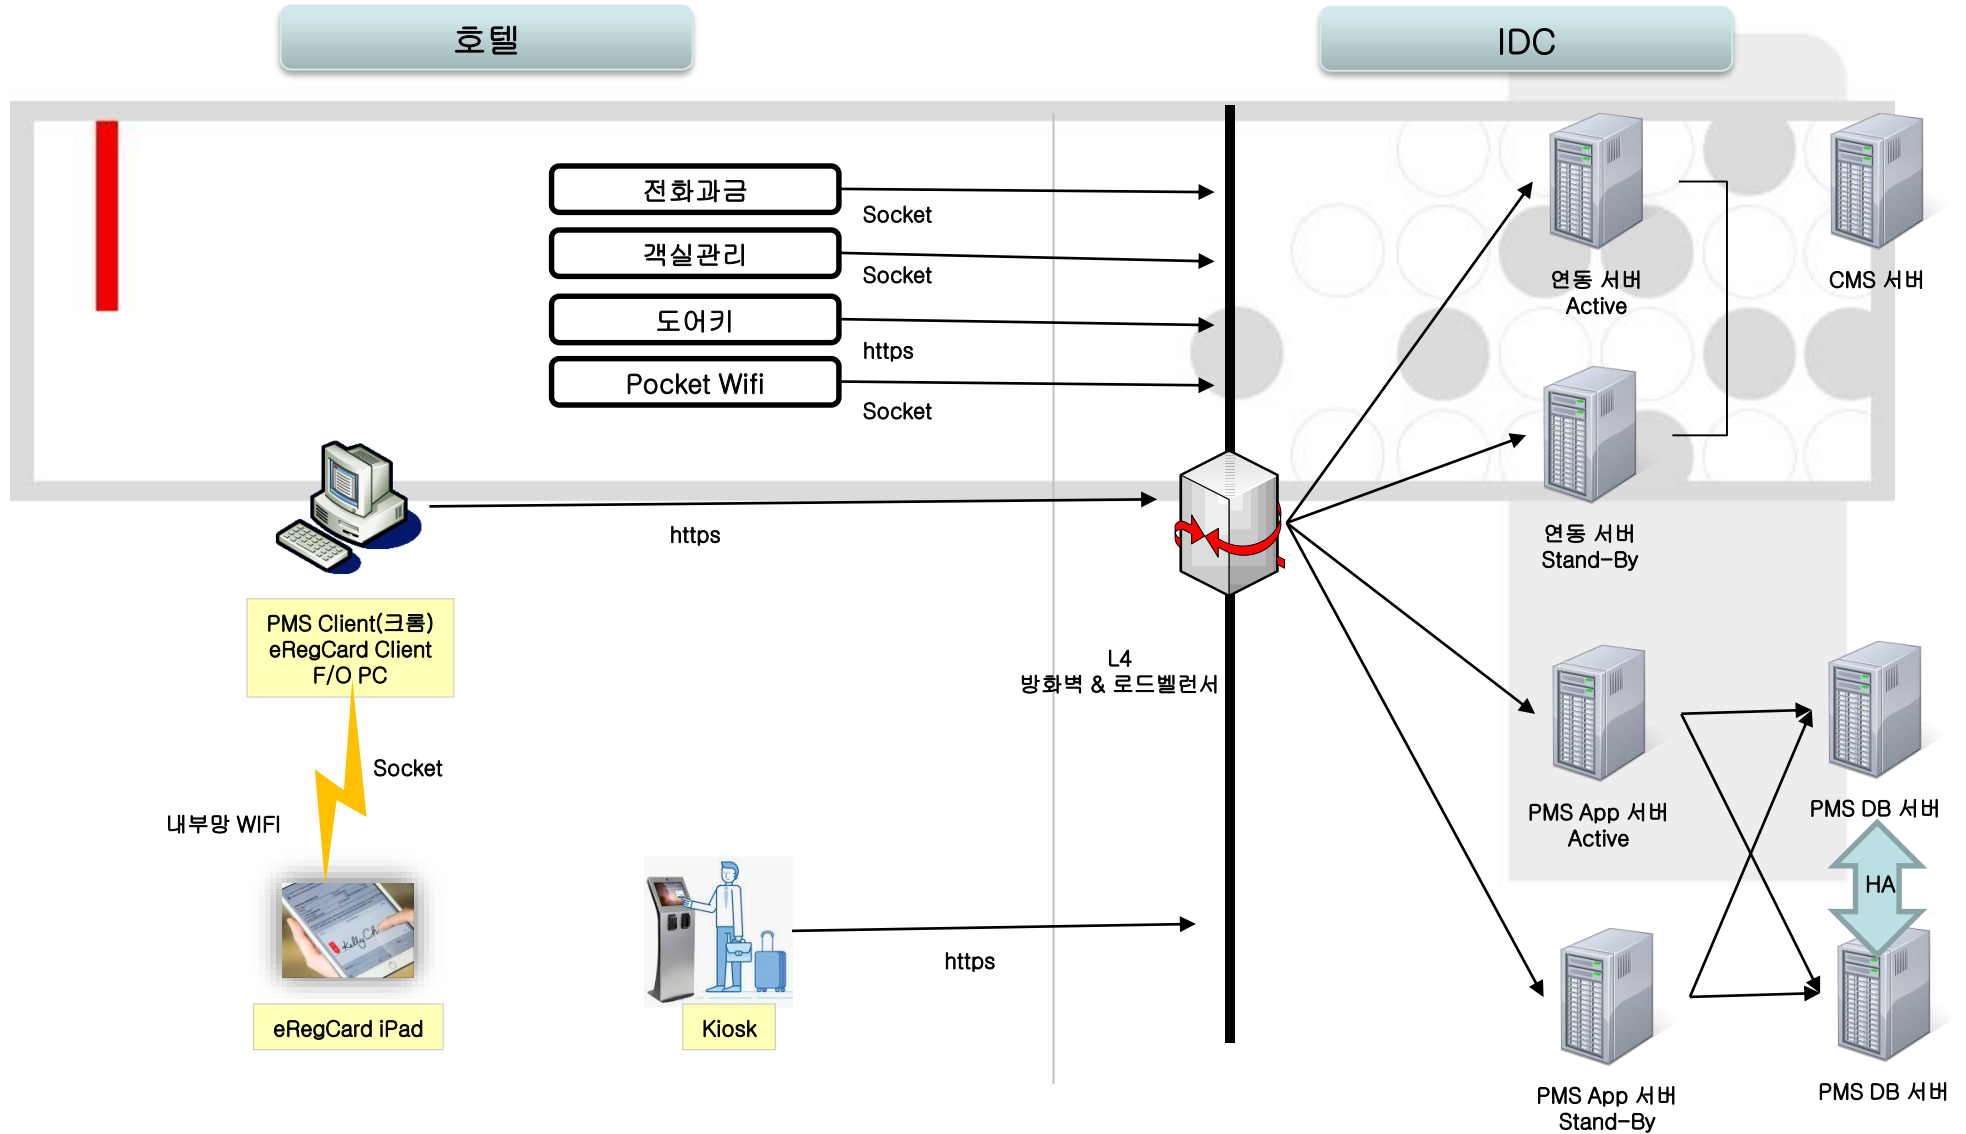 호텔
IDC
전화과금
Socket
객실관리
Socket
도어키
https
Pocket Wifi
Socket
연동 서버
Active
CMS 서버
연동 서버
Stand-By
https
PMS Client(크롬)
eRegCard Client
F/O PC
L4
방화벽 & 로드벨런서
Socket
내부망 WIFI
PMS App 서버
Active
PMS DB 서버
HA
KellyCh
eRegCard iPad
Kiosk
https
PMS App 서버
Stand-By
PMS DB 서버